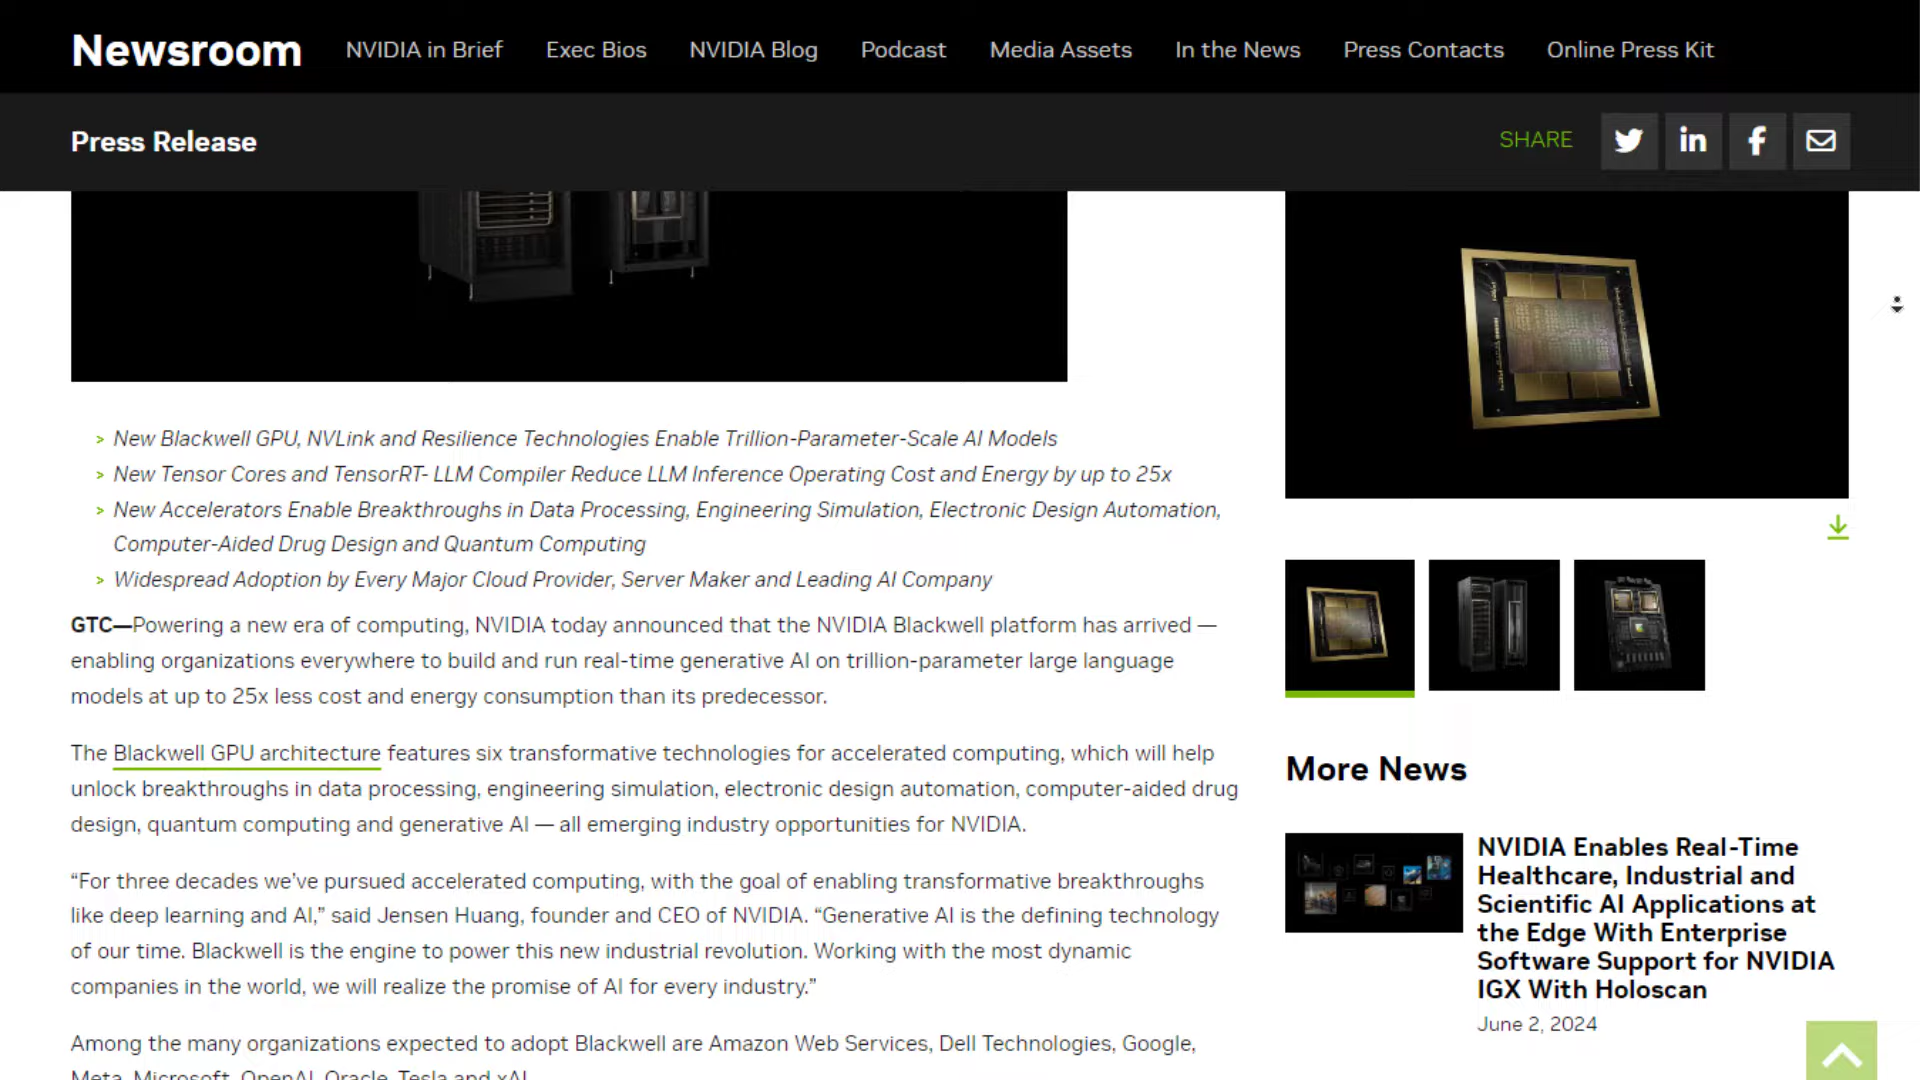 Newsroom NVIDIA in Brief Exec Bios NVIDIA Blog Podcast Media Assets In the News Press Contacts Online Press Kit
Press Release
SHARE
New Blackwell GPU, NVLink and Resilience Technologies Enable Trillion-Parameter-Scale AI Models
New Tensor Cores and TensorRT- LLM Compiler Reduce LLM Inference Operating Cost and Energy by up to 25x
New Accelerators Enable Breakthroughs in Data Processing, Engineering Simulation, Electronic Design Automation,
Computer-Aided Drug Design and Quantum Computing
Widespread Adoption by Every Major Cloud Provider, Server Maker and Leading AI Company
GTC—Powering a new era of computing, NVIDIA today announced that the NVIDIA Blackwell platform has arrived —
enabling organizations everywhere to build and run real-time generative AI on trillion-parameter large language
models at up to 25x less cost and energy consumption than its predecessor.
The Blackwell GPU architecture features six transformative technologies for accelerated computing, which will help
unlock breakthroughs in data processing, engineering simulation, electronic design automation, computer-aided drug
design, quantum computing and generative AI — all emerging industry opportunities for NVIDIA.
“For three decades we’ve pursued accelerated computing, with the goal of enabling transformative breakthroughs
like deep learning and AI,” said Jensen Huang, founder and CEO of NVIDIA. “Generative AI is the defining technology
of our time. Blackwell is the engine to power this new industrial revolution. Working with the most dynamic
companies in the world, we will realize the promise of AI for every industry.”
Among the many organizations expected to adopt Blackwell are Amazon Web Services, Dell Technologies, Google,
Meta, Microsoft, OpenAI, Oracle, Tesla and xAI.
More News
NVIDIA Enables Real-Time
Healthcare, Industrial and
Scientific AI Applications at
the Edge With Enterprise
Software Support for NVIDIA
IGX With Holoscan
June 2, 2024